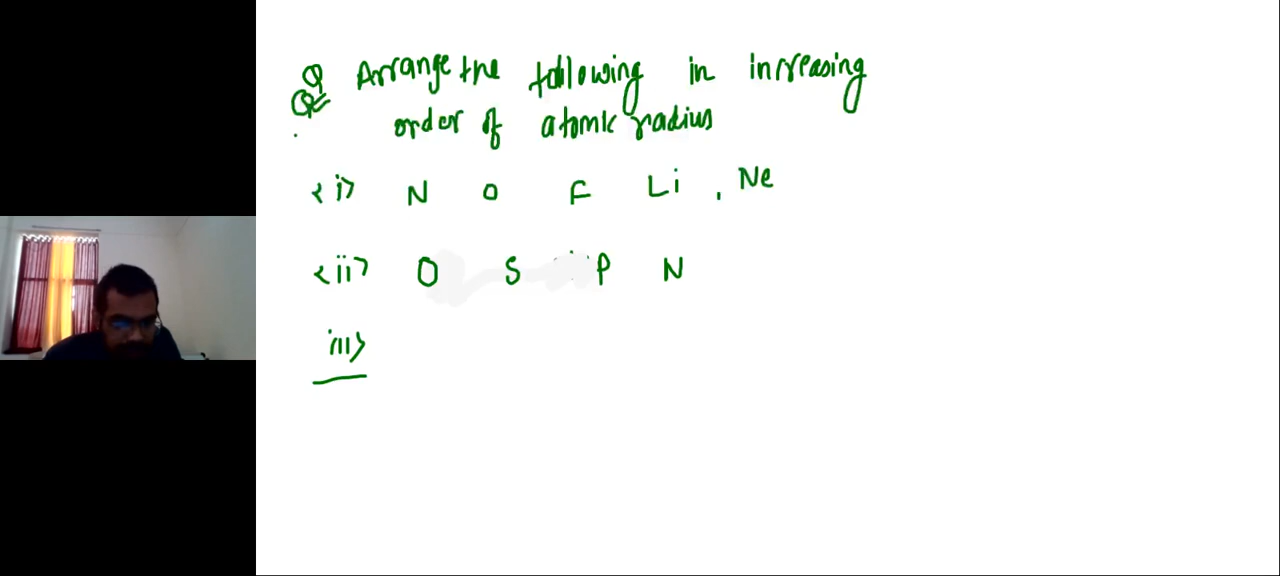 Q Arrange the following in increasing
order of atomic radius
<i> N O F Li , Ne
<ii> O S P N
iii>